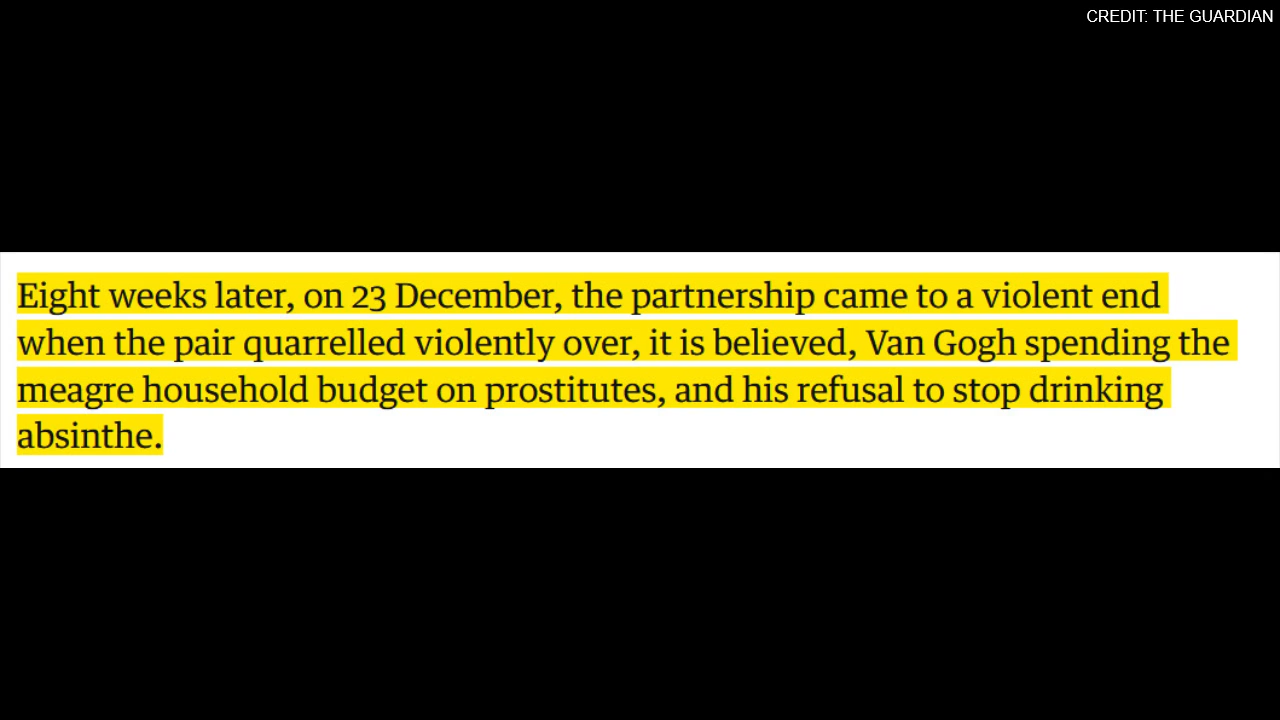 CREDIT: THE GUARDIAN
Eight weeks later, on 23 December, the partnership came to a violent end
when the pair quarrelled violently over, it is believed, Van Gogh spending the
meagre household budget on prostitutes, and his refusal to stop drinking
absinthe.